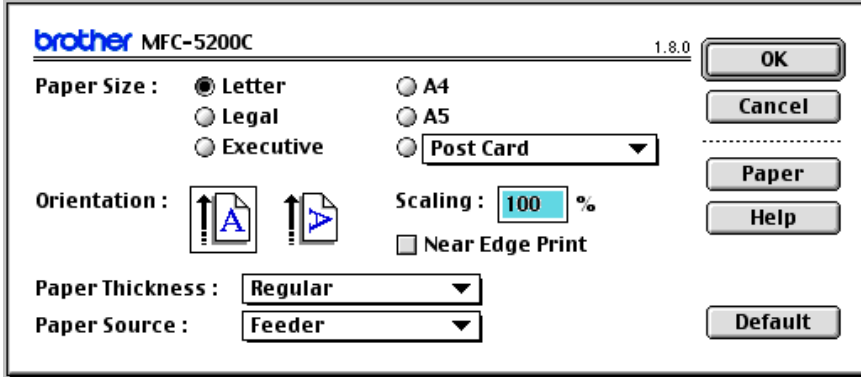 brother MFC-5200C 1.8.0 OK
Paper Size : Letter A4 Cancel
Legal A5
Executive Post Card
Paper
Orientation : A A Scaling : 100 % Help
Near Edge Print
Paper Thickness : Regular
Paper Source : Feeder Default